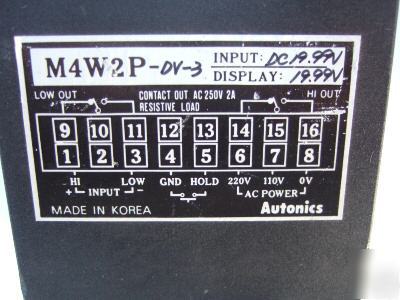 M4W2P-DV-3
INPUT: DC19.99V
DISPLAY: 19.99V
LOW OUT CONTACT OUT AC 250V 2A HI OUT
RESISTIVE LOAD
9 10 11 12 13 14 15 16
1 2 3 4 5 6 7 8
HI LOW GND HOLD 220V 110V 0V
+ INPUT - AC POWER
MADE IN KOREA Autonics